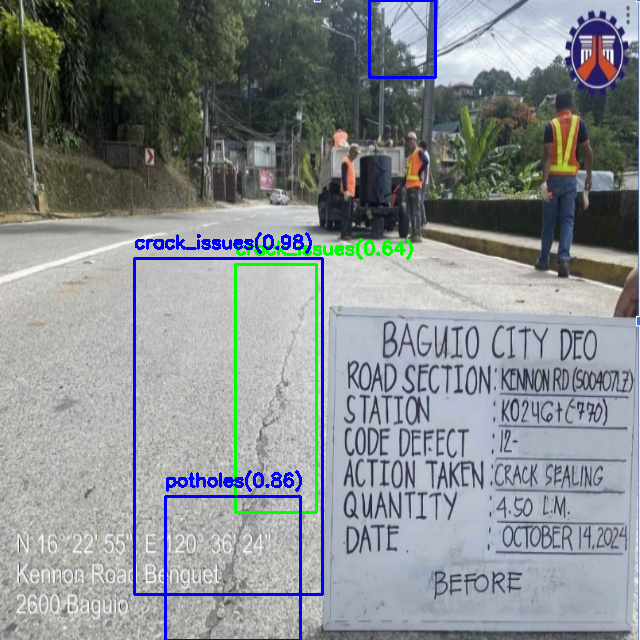 crack_issues(0.98)
crack_issues(0.64)
potholes(0.86)
BAGUIO CITY DEO
ROAD SECTION: KENNON RD (S00407LZ)
STATION : K0246+(-770)
CODE DEFECT : 12-
ACTION TAKEN: CRACK SEALING
QUANTITY : 4.50 L.M.
DATE : OCTOBER 14, 2024
BEFORE
N 16° 22' 55" E 120° 36' 24"
Kennon Road Benguet
2600 Baguio